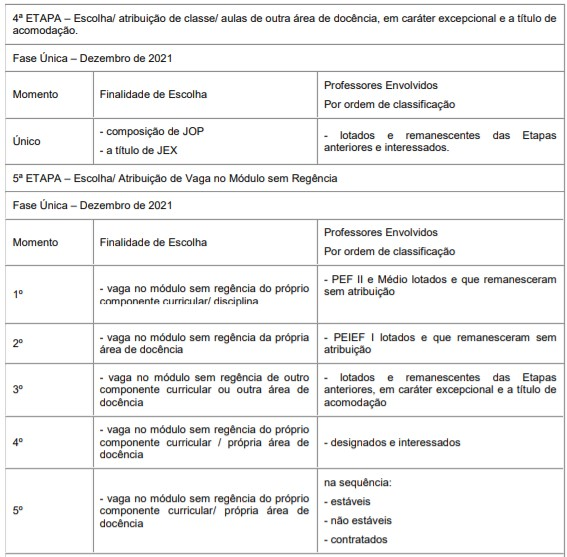 4ª ETAPA – Escolha/ atribuição de classe/ aulas de outra área de docência, em caráter excepcional e a título de
acomodação.
Fase Única – Dezembro de 2021
Momento
Finalidade de Escolha
Professores Envolvidos
Por ordem de classificação
Único
- composição de JOP
- a título de JEX
- lotados e remanescentes das Etapas
anteriores e interessados.
5ª ETAPA – Escolha/ Atribuição de Vaga no Módulo sem Regência
Fase Única – Dezembro de 2021
Momento
Finalidade de Escolha
Professores Envolvidos
Por ordem de classificação
1º
- vaga no módulo sem regência do próprio
componente curricular/ disciplina
- PEF II e Médio lotados e que remanesceram
sem atribuição
2º
- vaga no módulo sem regência da própria
área de docência
- PEIEF I lotados e que remanesceram sem
atribuição
3º
- vaga no módulo sem regência de outro
componente curricular ou outra área de
docência
- lotados e remanescentes das Etapas
anteriores, em caráter excepcional e a título de
acomodação
4º
- vaga no módulo sem regência do próprio
componente curricular / própria área de
docência
- designados e interessados
5º
- vaga no módulo sem regência do próprio
componente curricular/ própria área de
docência
na sequência:
- estáveis
- não estáveis
- contratados